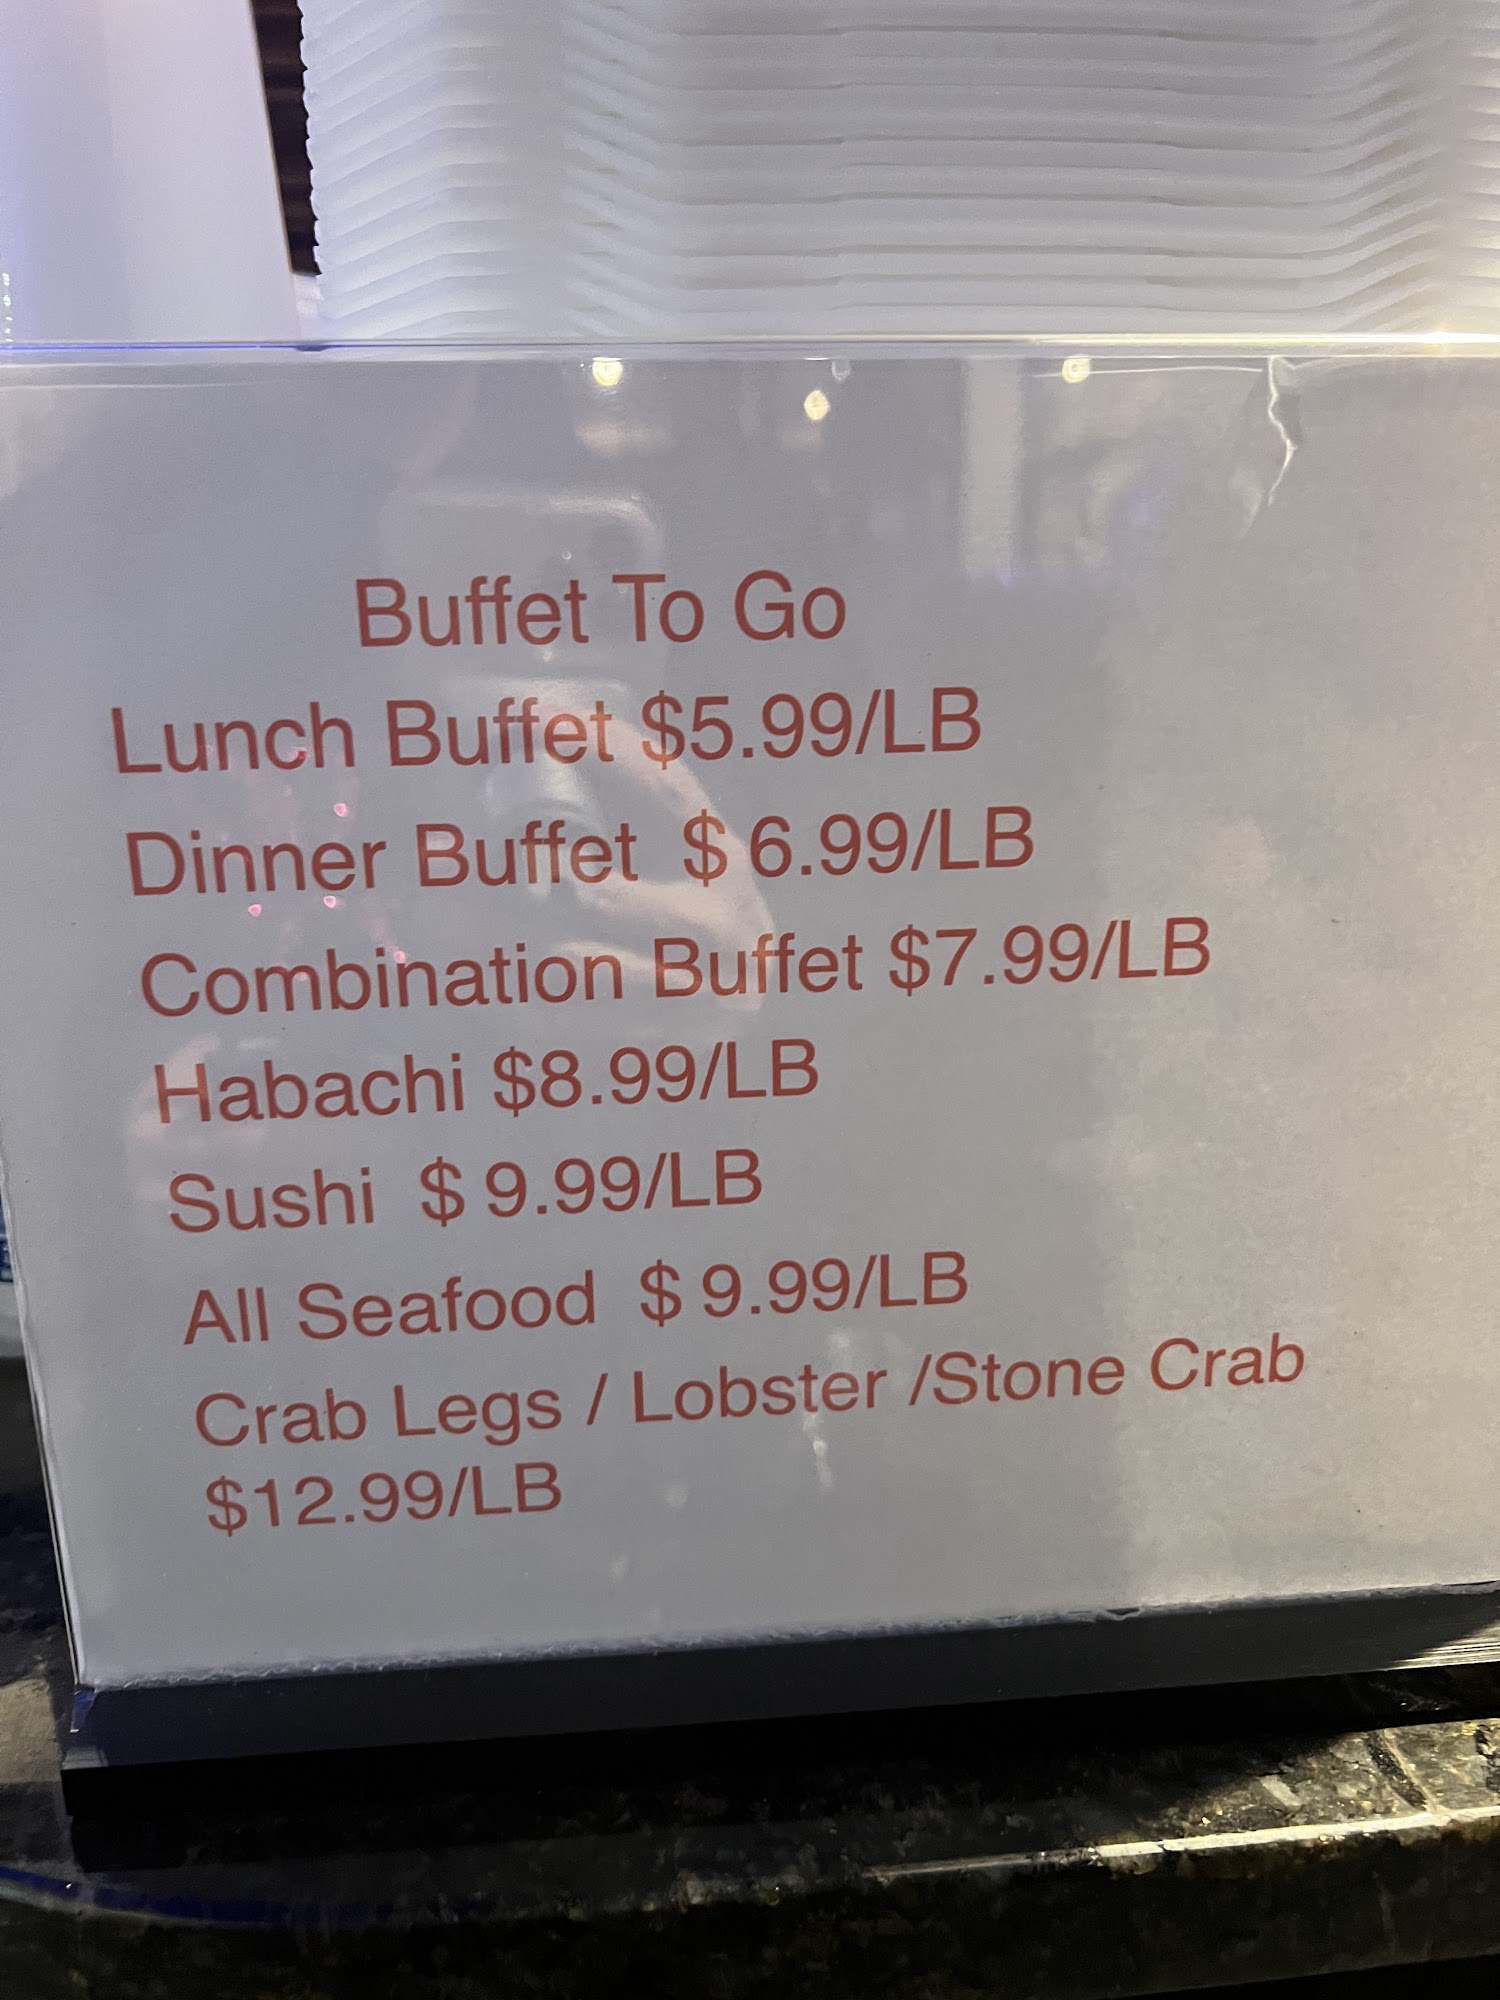 Buffet To Go
Lunch Buffet $5.99/LB
Dinner Buffet $ 6.99/LB
Combination Buffet $7.99/LB
Habachi $8.99/LB
Sushi $ 9.99/LB
All Seafood $ 9.99/LB
Crab Legs / Lobster /Stone Crab
$12.99/LB